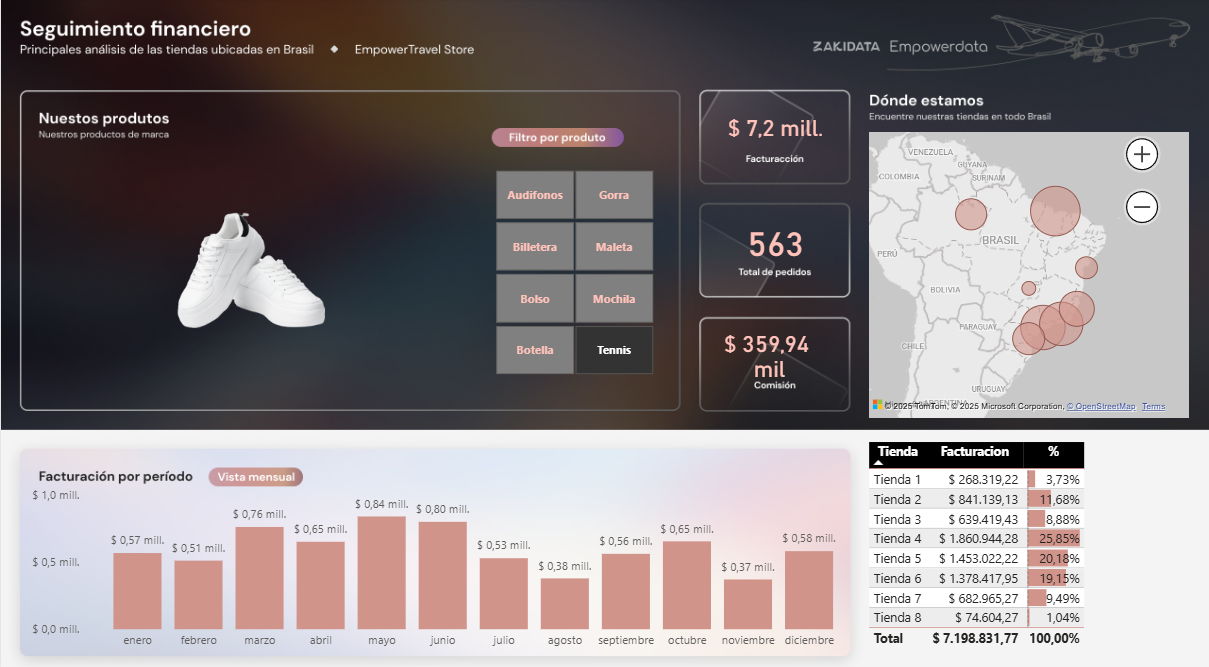 Seguimiento financiero
Principales análisis de las tiendas ubicadas en Brasil ◆ EmpowerTravel Store
ZAKIDATA Empowerdata
Nuestos produtos
Nuestros productos de marca
Filtro por produto
Audífonos Gorra
Billetera Maleta
Bolso Mochila
Botella Tennis
$ 7,2 mill.
Facturacción
563
Total de pedidos
$ 359,94
mil
Comisión
Dónde estamos
Encuentre nuestras tiendas en todo Brasil
VENEZUELA
GUYANA
COLOMBIA
SURINAM
BRASIL
PERÚ
BOLIVIA
PARAGUAY
CHILE
URUGUAY
ARGENTINA
© 2025 TomTom, © 2025 Microsoft Corporation, © OpenStreetMap Terms
Facturación por período Vista mensual
$ 1,0 mill.
$ 0,5 mill.
$ 0,0 mill.
$ 0,57 mill. $ 0,51 mill. $ 0,76 mill. $ 0,65 mill. $ 0,84 mill. $ 0,80 mill. $ 0,53 mill. $ 0,38 mill. $ 0,56 mill. $ 0,65 mill. $ 0,37 mill. $ 0,58 mill.
enero febrero marzo abril mayo junio julio agosto septiembre octubre noviembre diciembre
Tienda Facturacion %
Tienda 1 $ 268.319,22 3,73%
Tienda 2 $ 841.139,13 11,68%
Tienda 3 $ 639.419,43 8,88%
Tienda 4 $ 1.860.944,28 25,85%
Tienda 5 $ 1.453.022,22 20,18%
Tienda 6 $ 1.378.417,95 19,15%
Tienda 7 $ 682.965,27 9,49%
Tienda 8 $ 74.604,27 1,04%
Total $ 7.198.831,77 100,00%